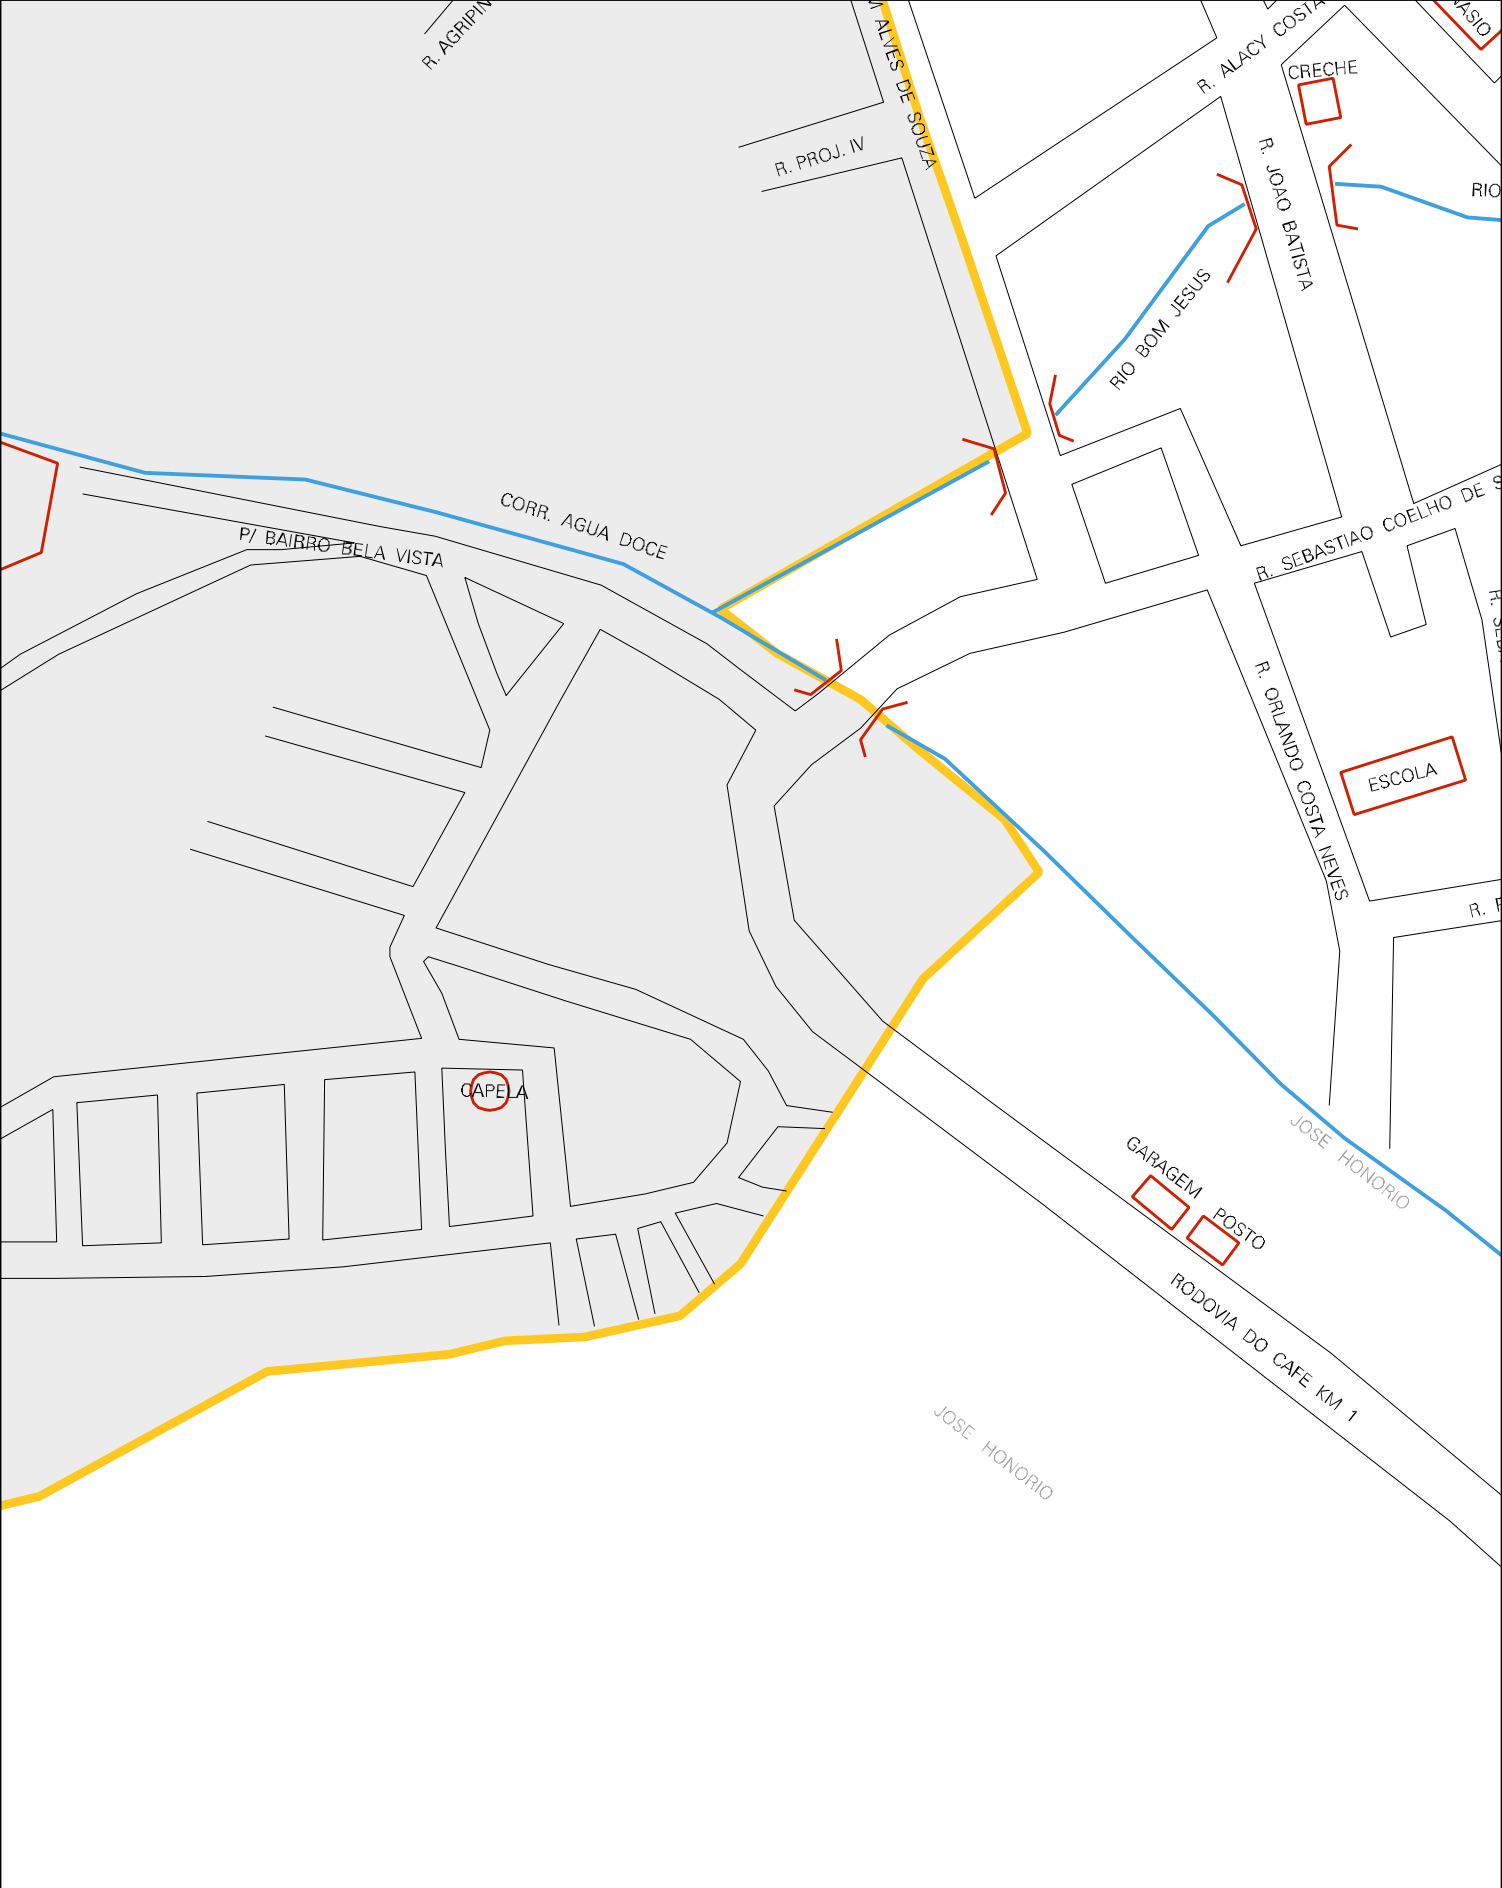 R. AGRIPIN
M ALVES DE SOUZA
R. ALACY COSTA
CRECHE
R. PROJ. IV
R. JOAO BATISTA
RIO
RIO BOM JESUS
CORR. AGUA DOCE
P/ BAIRRO BELA VISTA
R. SEBASTIAO COELHO DE S
R. ORLANDO COSTA NEVES
ESCOLA
R.
CAPELA
JOSE HONORIO
GARAGEM
POSTO
RODOVIA DO CAFE KM 1
JOSE HONORIO